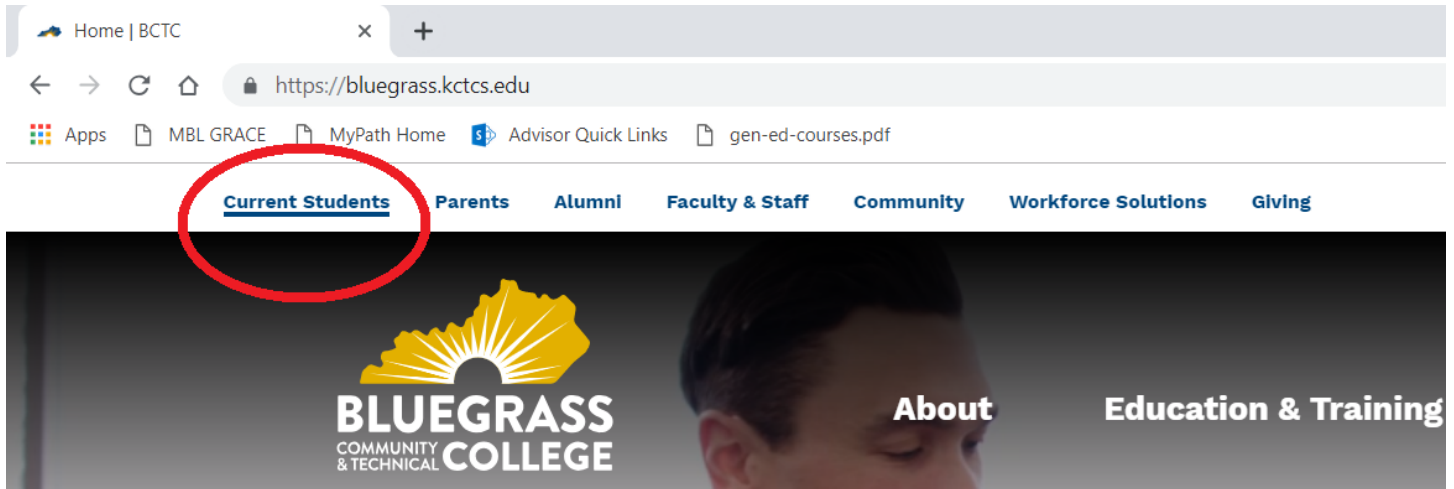 Home | BCTC
https://bluegrass.kctcs.edu
Apps MBL GRACE MyPath Home Advisor Quick Links gen-ed-courses.pdf
Current Students Parents Alumni Faculty & Staff Community Workforce Solutions Giving
BLUEGRASS
COMMUNITY & TECHNICAL COLLEGE
About Education & Training